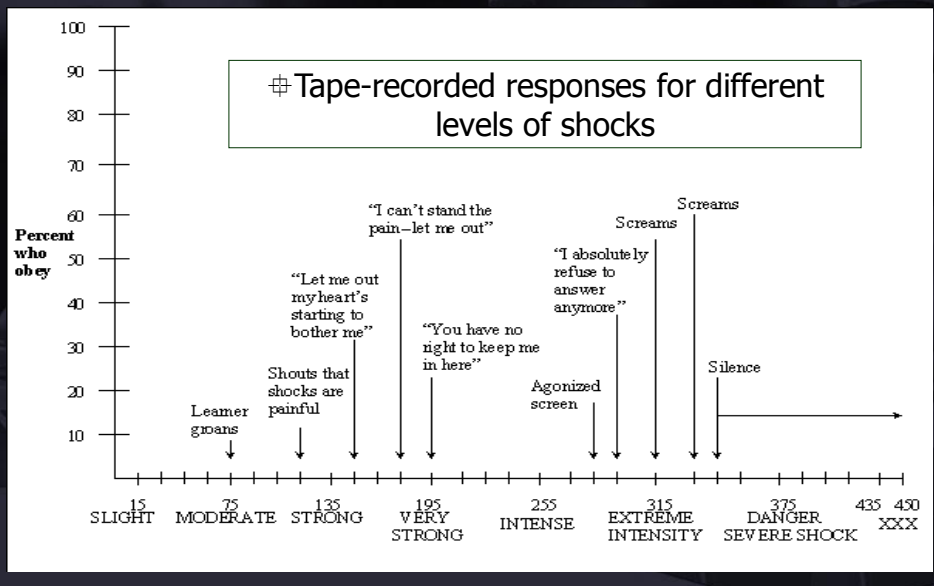 Tape-recorded responses for different
levels of shocks
100
90
80
70
60
50
40
30
20
10
Percent
who
obey
Learner
groans
Shouts that
shocks are
painful
“Let me out
my heart's
starting to
bother me”
“I can't stand the
pain–let me out”
“You have no
right to keep me
in here”
Agonized
screen
“I absolutely
refuse to
answer
anymore”
Screams
Screams
Silence
15 75 135 195 255 315 375 435 450
SLIGHT MODERATE STRONG VERY
STRONG
INTENSE
EXTREME
INTENSITY
DANGER
SEVERE SHOCK
XXX